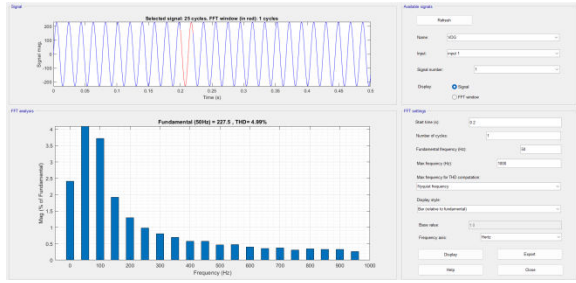 Signal
Selected signal: 25 cycles. FFT window (in red): 1 cycles
Signal mag.
200
100
0
-100
-200
0
0.05
0.1
0.15
0.2
0.25
0.3
0.35
0.4
0.45
0.5
Time (s)
FFT analysis
Fundamental (50Hz) = 227.5 , THD= 4.99%
Mag (% of Fundamental)
4
3.5
3
2.5
2
1.5
1
0.5
0
0
100
200
300
400
500
600
700
800
900
1000
Frequency (Hz)
Available signals
Refresh
Name:
Input:
input 1
Signal number:
1
Display:
Signal
FFT window
FFT settings
Start time (s):
0.2
Number of cycles:
1
Fundamental frequency (Hz):
50
Max frequency (Hz):
1000
Max frequency for THD computation:
Nyquist frequency
Display style:
Bar (relative to fundamental)
Base value:
1.0
Frequency axis:
Hertz
Display
Export
Help
Close